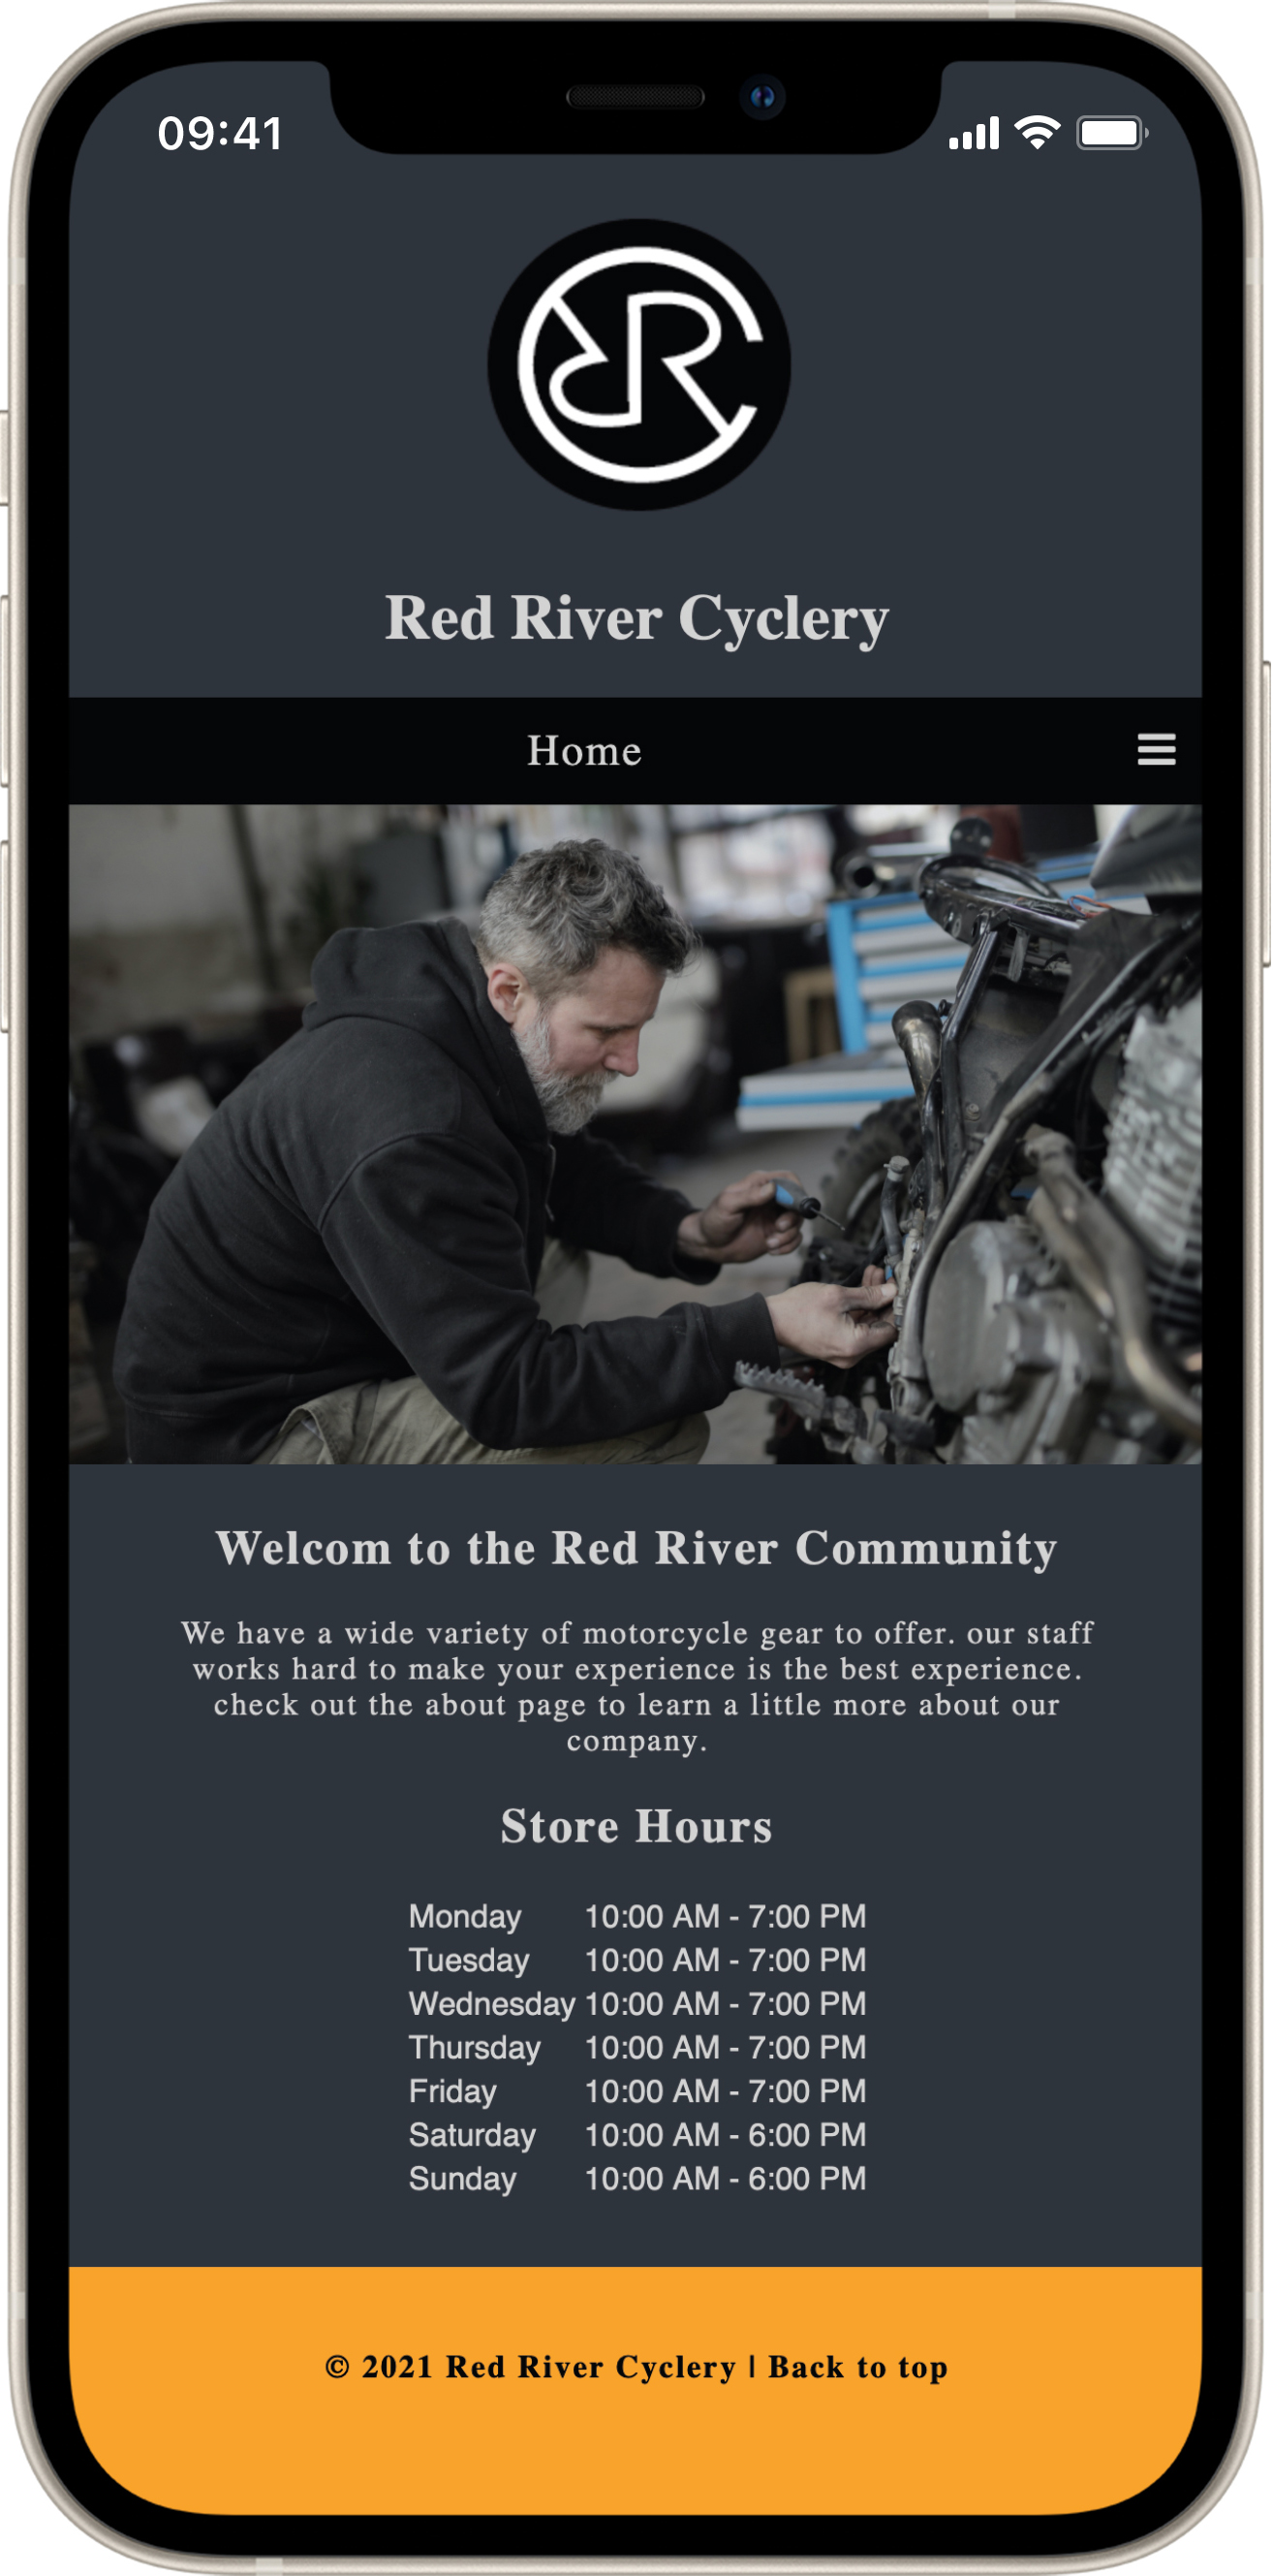 09:41
Red River Cyclery
Home
Welcom to the Red River Community
We have a wide variety of motorcycle gear to offer. our staff
works hard to make your experience is the best experience.
check out the about page to learn a little more about our
company.
Store Hours
Monday 10:00 AM - 7:00 PM
Tuesday 10:00 AM - 7:00 PM
Wednesday 10:00 AM - 7:00 PM
Thursday 10:00 AM - 7:00 PM
Friday 10:00 AM - 7:00 PM
Saturday 10:00 AM - 6:00 PM
Sunday 10:00 AM - 6:00 PM
© 2021 Red River Cyclery | Back to top